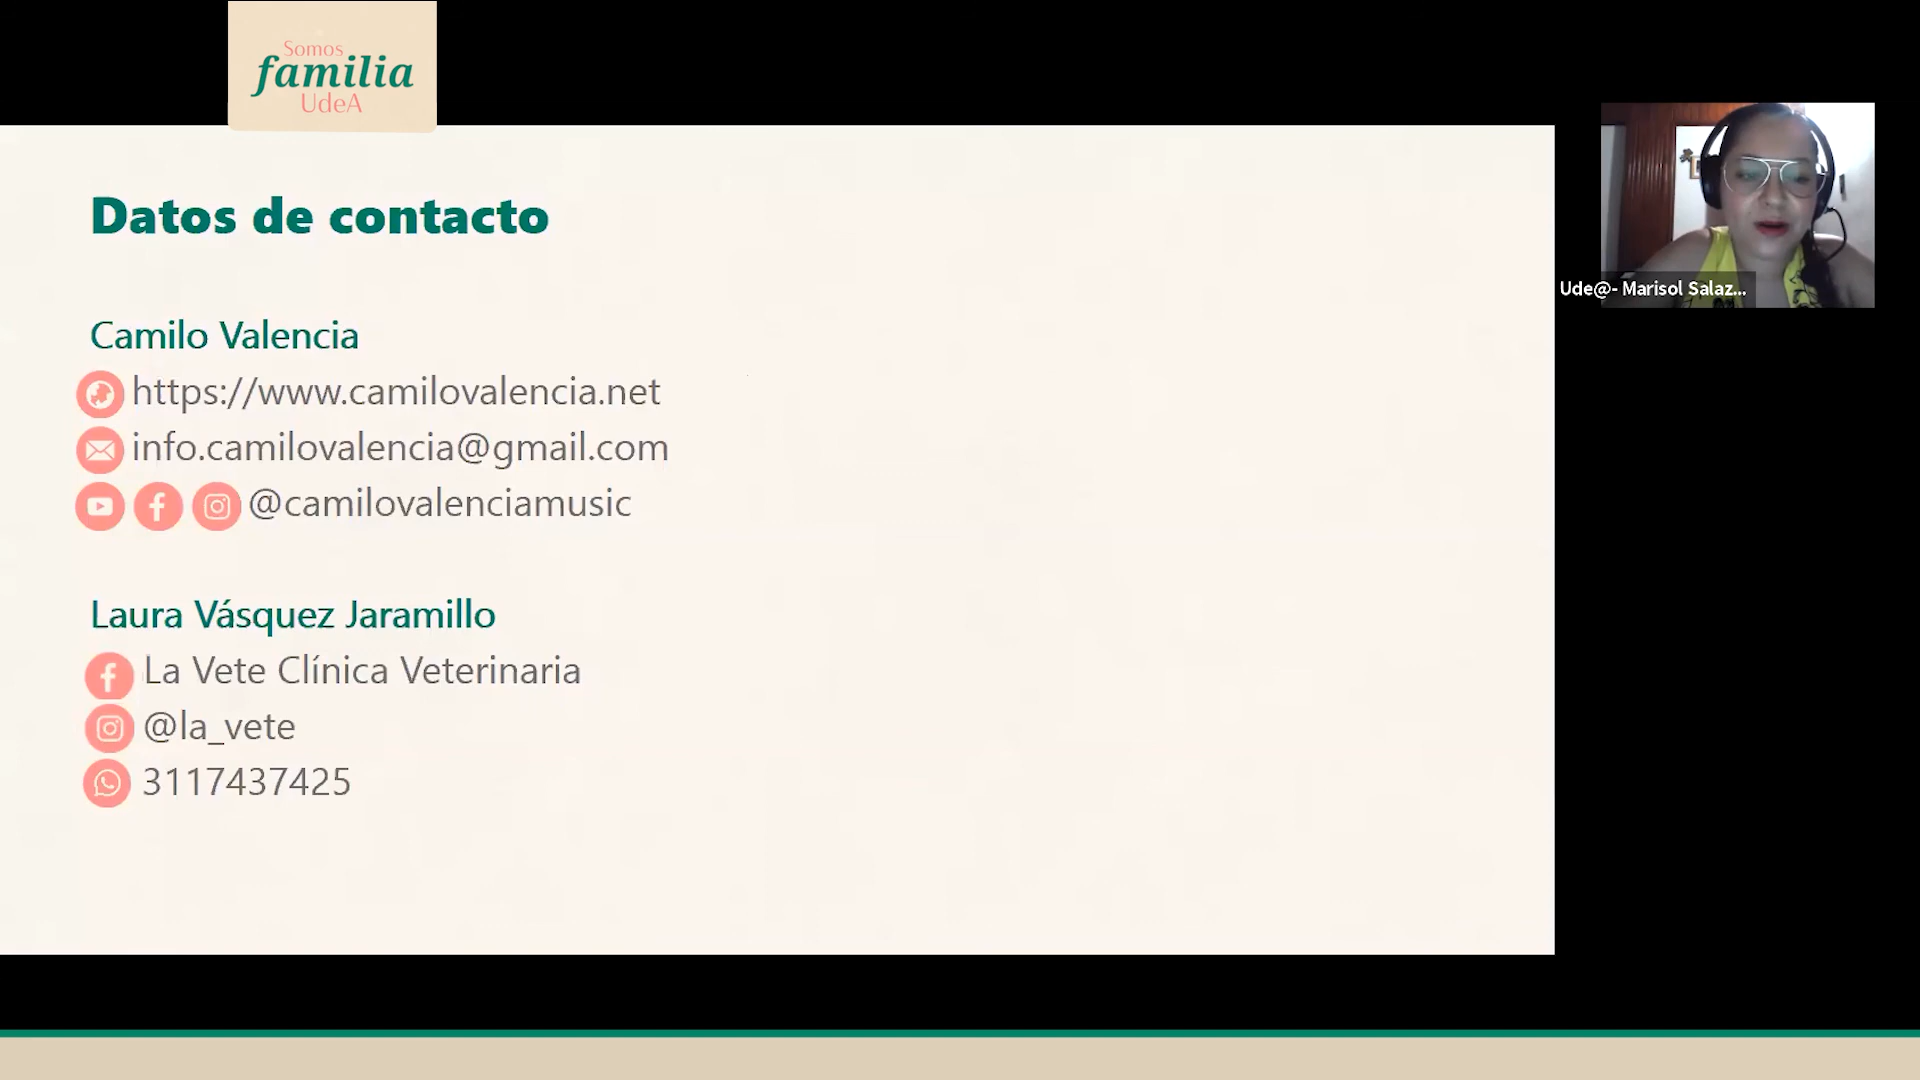 Somos
familia
UdeA
Datos de contacto
Camilo Valencia
https://www.camilovalencia.net
info.camilovalencia@gmail.com
@camilovalenciamusic
Laura Vásquez Jaramillo
La Vete Clínica Veterinaria
@la_vete
3117437425
Ude@- Marisol Salaz...